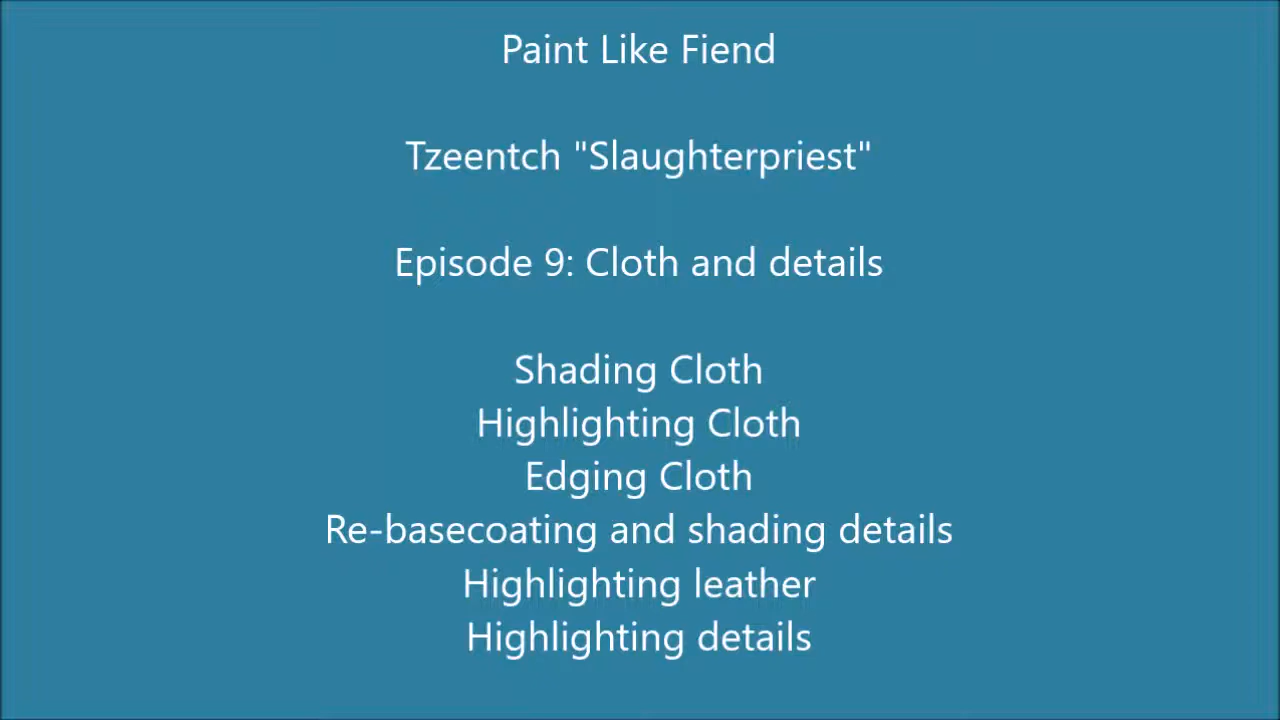 Paint Like Fiend
Tzeentch "Slaughterpriest"
Episode 9: Cloth and details
Shading Cloth
Highlighting Cloth
Edging Cloth
Re-basecoating and shading details
Highlighting leather
Highlighting details